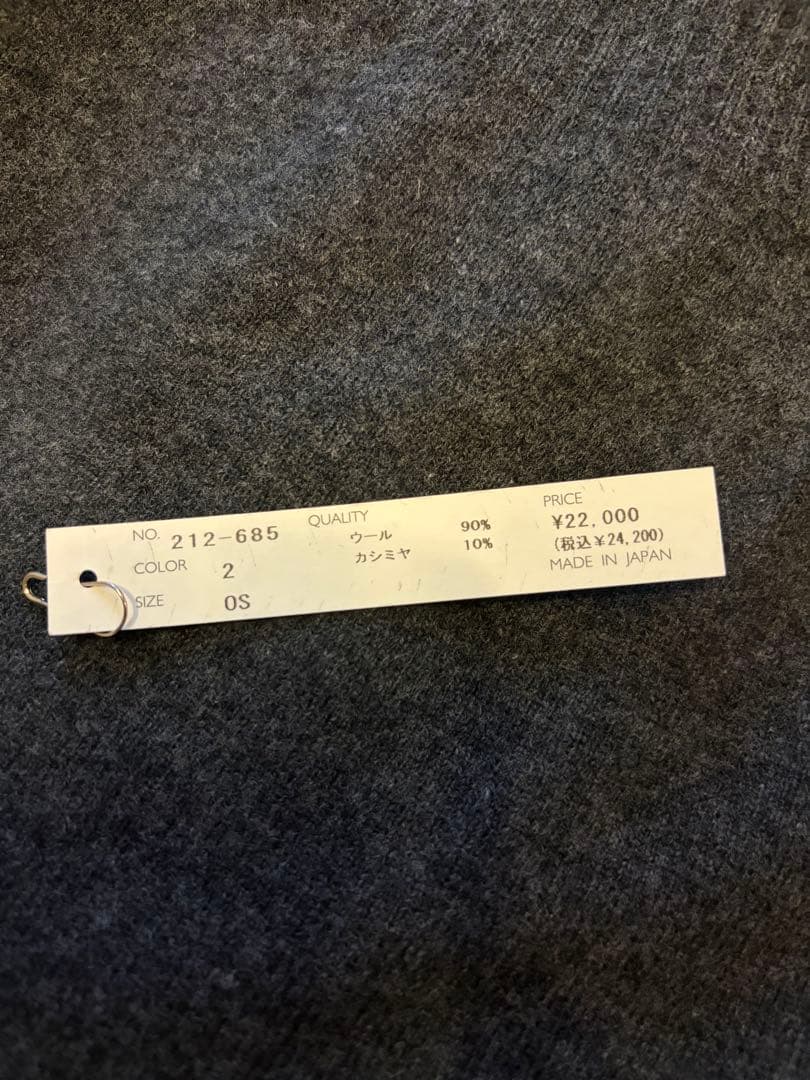 NO. 212-685
COLOR 2
SIZE OS
QUALITY
ウール 90%
カシミヤ 10%
PRICE
¥22,000
(税込¥24,200)
MADE IN JAPAN